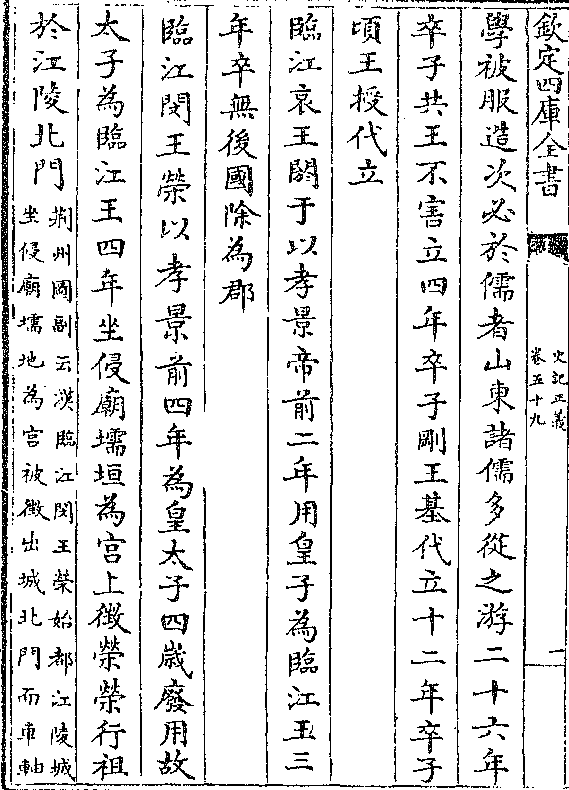 欽定四庫全書
史記正義
卷五十九
二
學被服造次必於儒者山東諸儒多從之游二十六年
卒子共王不害立四年卒子剛王基代立十二年卒子
頃王授代立
臨江哀王閼于以孝景帝前二年用皇子為臨江王三
年卒無後國除為郡
臨江閔王榮以孝景前四年為皇太子四歲廢用故
太子為臨江王四年坐侵廟壖垣為宮上徴榮榮行祖
於江陵北門
荆州圖副云漢臨江閔王榮始都江陵城
坐侵廟壖地為宫被徴出城北門而車軸